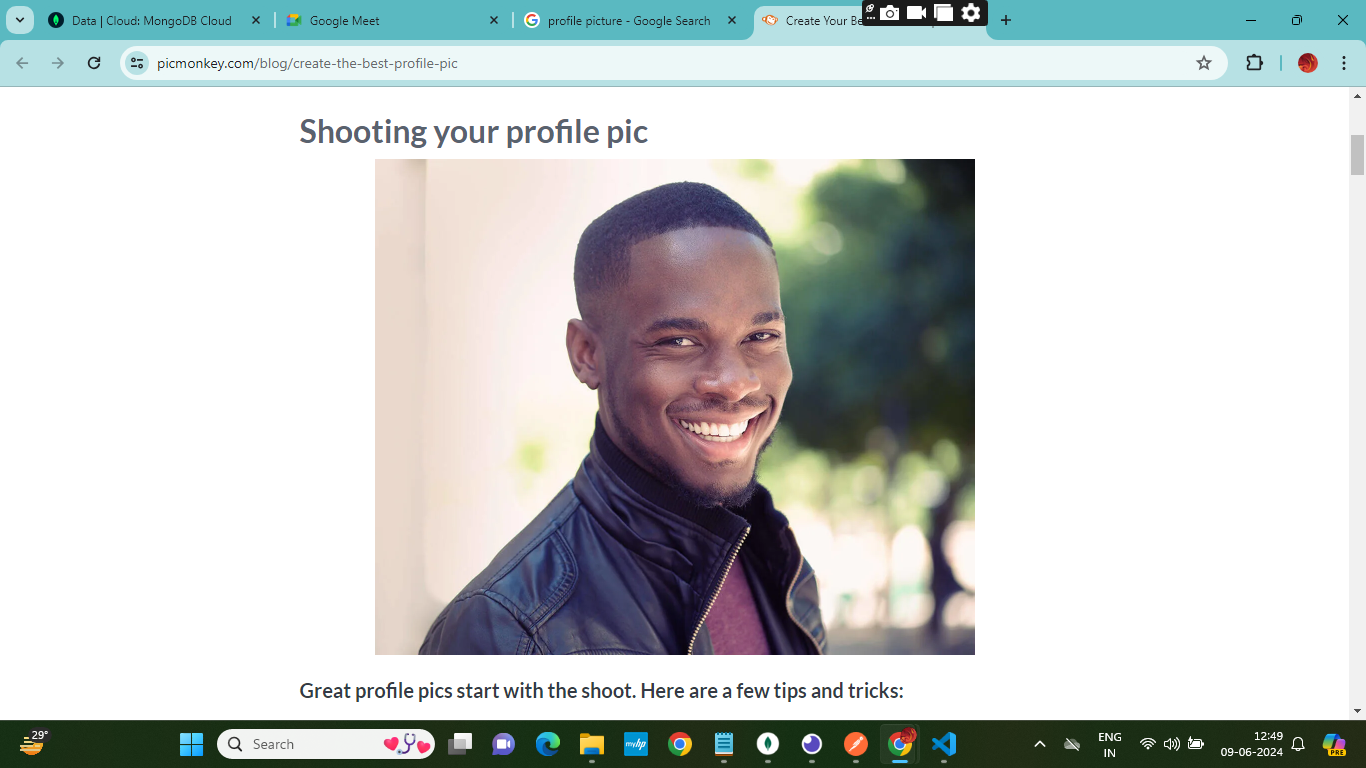 Data | Cloud: MongoDB Cloud
Google Meet
profile picture - Google Search
Create Your Be
picmonkey.com/blog/create-the-best-profile-pic
Shooting your profile pic
Great profile pics start with the shoot. Here are a few tips and tricks:
29°
Search
myhp
ENG
IN
12:49
09-06-2024
PRE